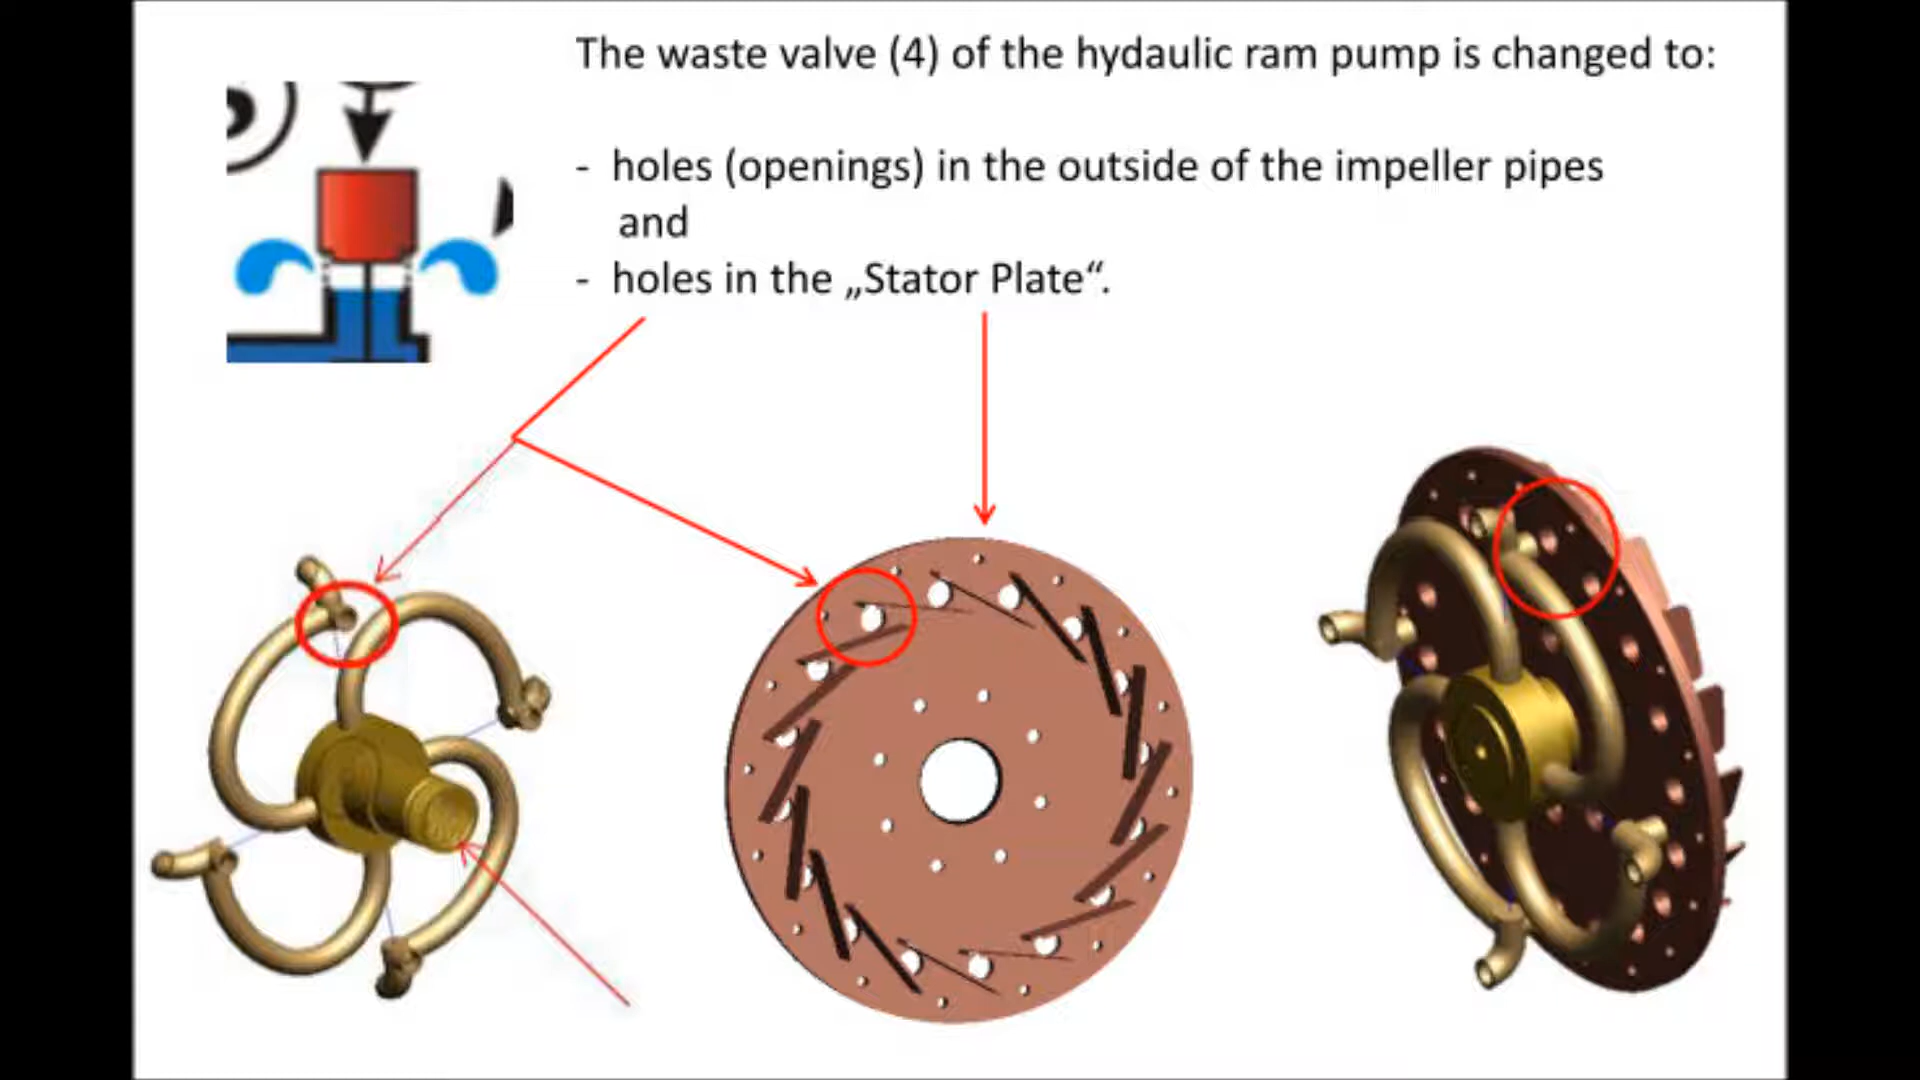 The waste valve (4) of the hydaulic ram pump is changed to:
- holes (openings) in the outside of the impeller pipes
and
- holes in the „Stator Plate“.